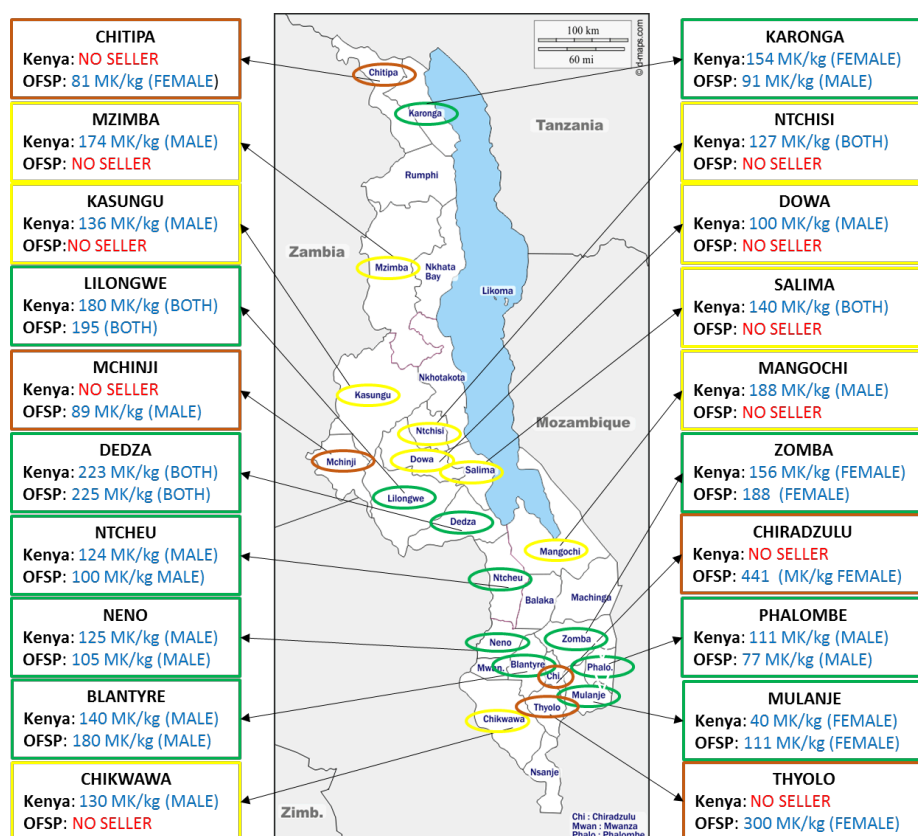 CHITIPA
Kenya: NO SELLER
OFSP: 81 MK/kg (FEMALE)
MZIMBA
Kenya: 174 MK/kg (MALE)
OFSP: NO SELLER
KASUNGU
Kenya: 136 MK/kg (MALE)
OFSP:NO SELLER
LILONGWE
Kenya: 180 MK/kg (BOTH)
OFSP: 195 (BOTH)
MCHINJI
Kenya: NO SELLER
OFSP: 89 MK/kg (MALE)
DEDZA
Kenya: 223 MK/kg (BOTH)
OFSP: 225 MK/kg (BOTH)
NTCHEU
Kenya: 124 MK/kg (MALE)
OFSP: 100 MK/kg MALE)
NENO
Kenya: 125 MK/kg (MALE)
OFSP: 105 MK/kg (MALE)
BLANTYRE
Kenya: 140 MK/kg (MALE)
OFSP: 180 MK/kg (MALE)
CHIKWAWA
Kenya: 130 MK/kg (MALE)
OFSP: NO SELLER
100 km
60 mi
© d-maps.com
Chitipa
Karonga
Tanzania
Rumphi
Zambia
Mzimba
Nkhata
Bay
Likoma
Nkhotakota
Kasungu
Mozambique
Ntchisi
Dowa
Mchinji
Salima
Lilongwe
Dedza
Mangochi
Ntcheu
Balaka
Machinga
Neno
Zomba
Mwan.
Blantyre
Chi.
Phalo.
Mulanje
Thyolo
Chikwawa
Nsanje
Zimb.
Chi : Chiradzulu
Mwan : Mwanza
Phalo : Phalombe
KARONGA
Kenya:154 MK/kg (FEMALE)
OFSP: 91 MK/kg (MALE)
NTCHISI
Kenya: 127 MK/kg (BOTH)
OFSP: NO SELLER
DOWA
Kenya: 100 MK/kg (MALE)
OFSP: NO SELLER
SALIMA
Kenya: 140 MK/kg (BOTH)
OFSP: NO SELLER
MANGOCHI
Kenya: 188 MK/kg (MALE)
OFSP: NO SELLER
ZOMBA
Kenya: 156 MK/kg (FEMALE)
OFSP: 188 (FEMALE)
CHIRADZULU
Kenya: NO SELLER
OFSP: 441 (MK/kg FEMALE)
PHALOMBE
Kenya: 111 MK/kg (MALE)
OFSP: 77 MK/kg (MALE)
MULANJE
Kenya: 40 MK/kg (FEMALE)
OFSP: 111 MK/kg (FEMALE)
THYOLO
Kenya: NO SELLER
OFSP: 300 MK/kg (FEMALE)